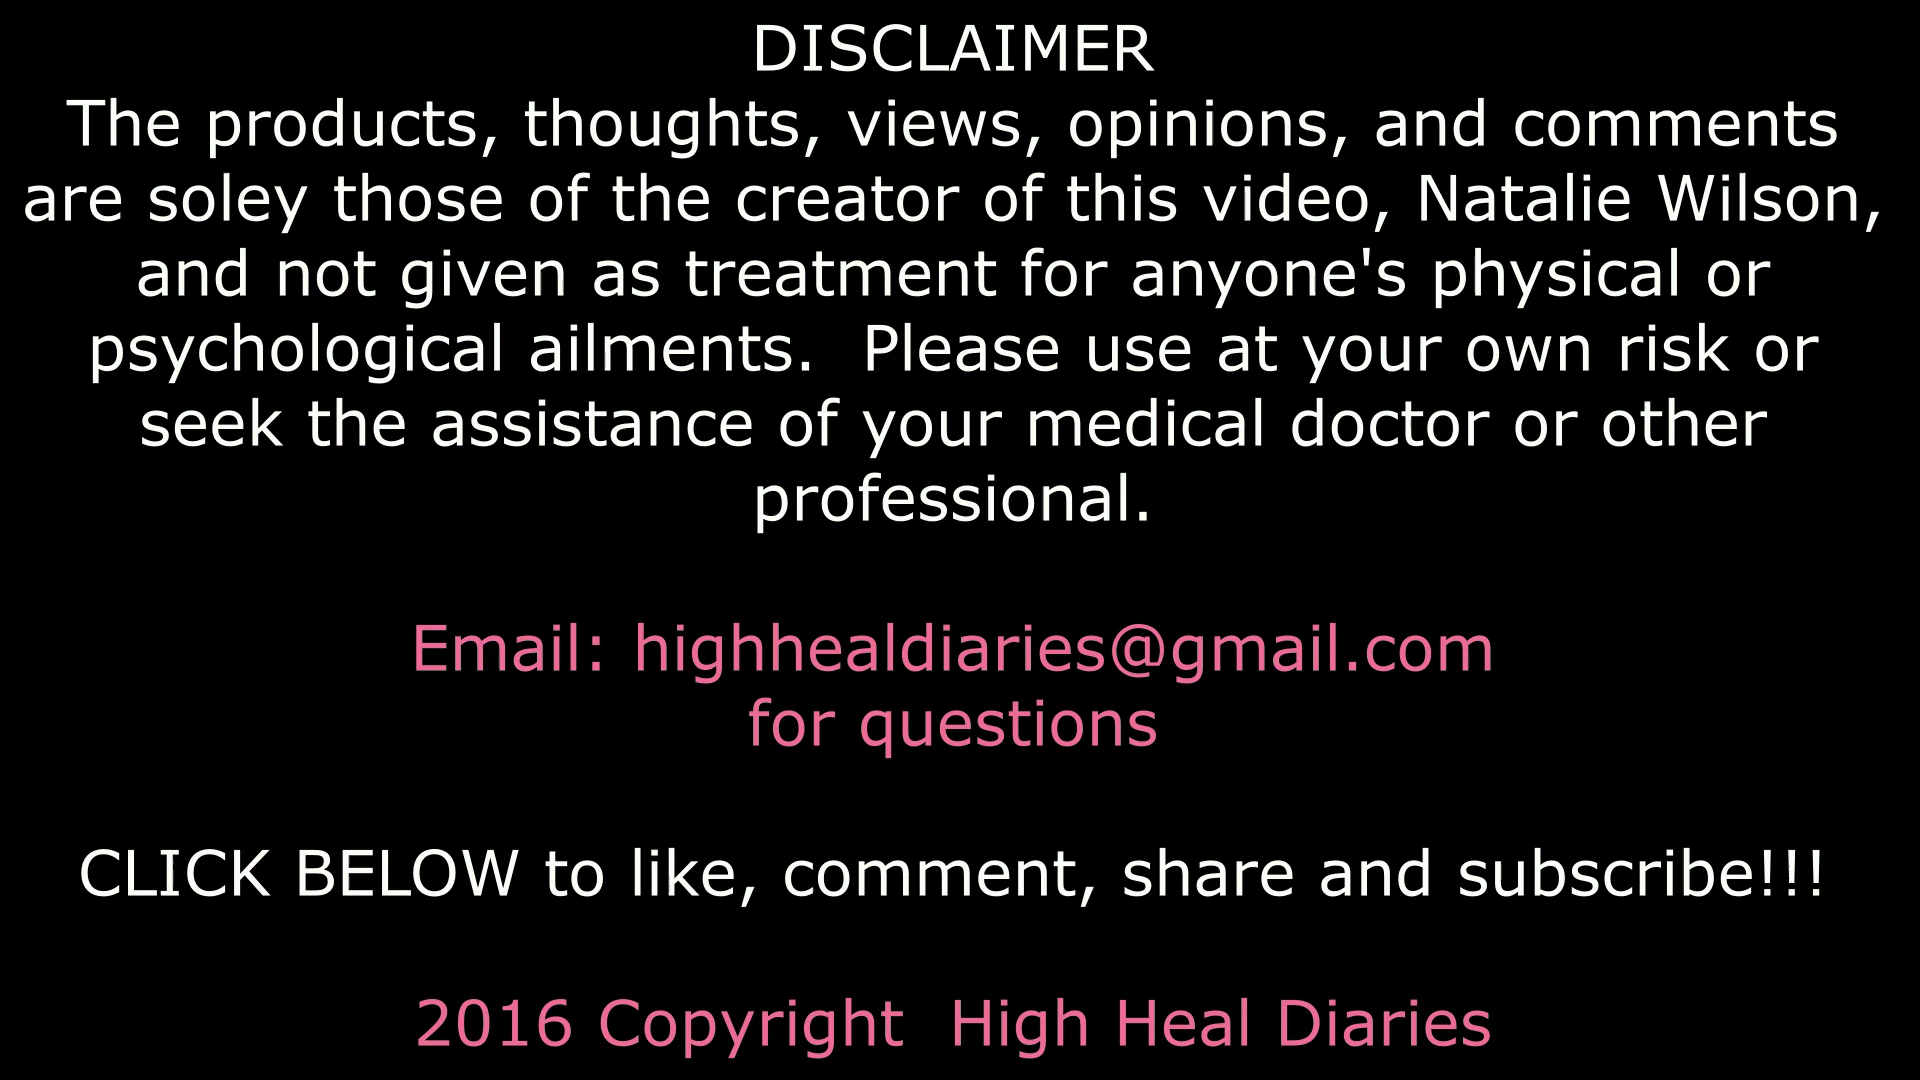 DISCLAIMER
The products, thoughts, views, opinions, and comments
are soley those of the creator of this video, Natalie Wilson,
and not given as treatment for anyone's physical or
psychological ailments.  Please use at your own risk or
seek the assistance of your medical doctor or other
professional.
Email: highhealdiaries@gmail.com
for questions
CLICK BELOW to like, comment, share and subscribe!!!
2016 Copyright  High Heal Diaries